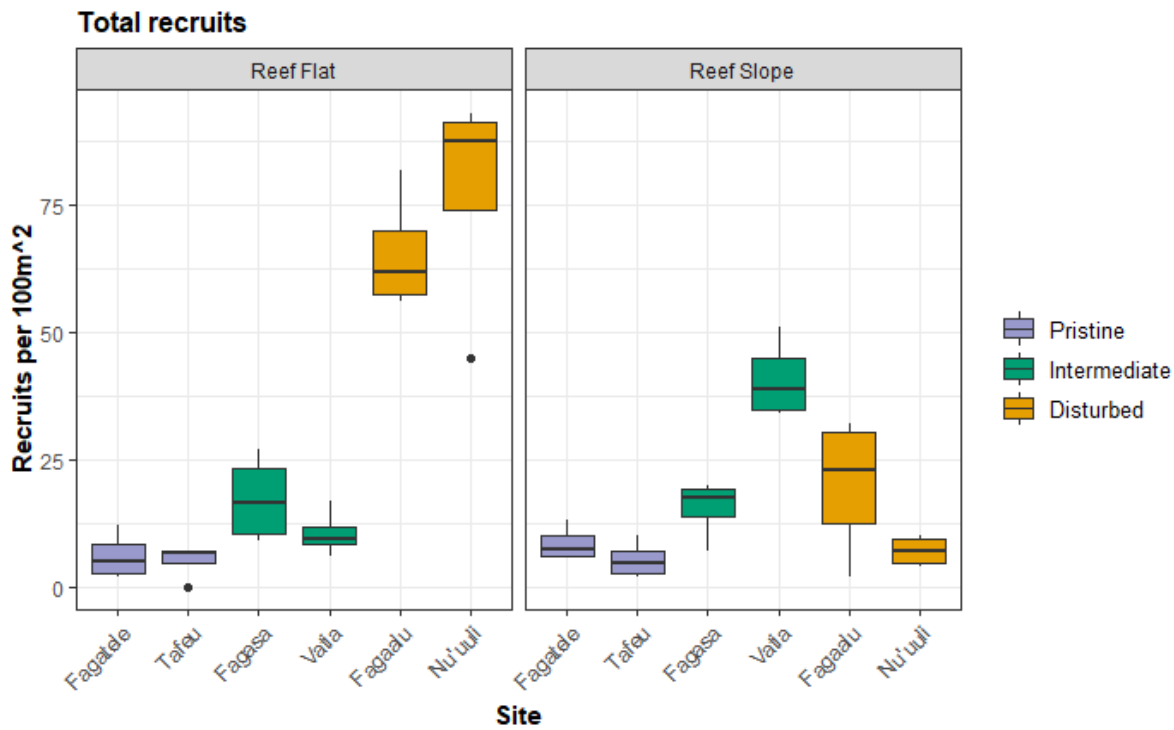 Total recruits
Reef Flat
Reef Slope
Recruits per 100m^2
75
50
25
0
Fagatele
Tafeu
Fagasa
Vatia
Fagaalu
Nu'uuli
Fagatele
Tafeu
Fagasa
Vatia
Fagaalu
Nu'uuli
Site
Pristine
Intermediate
Disturbed